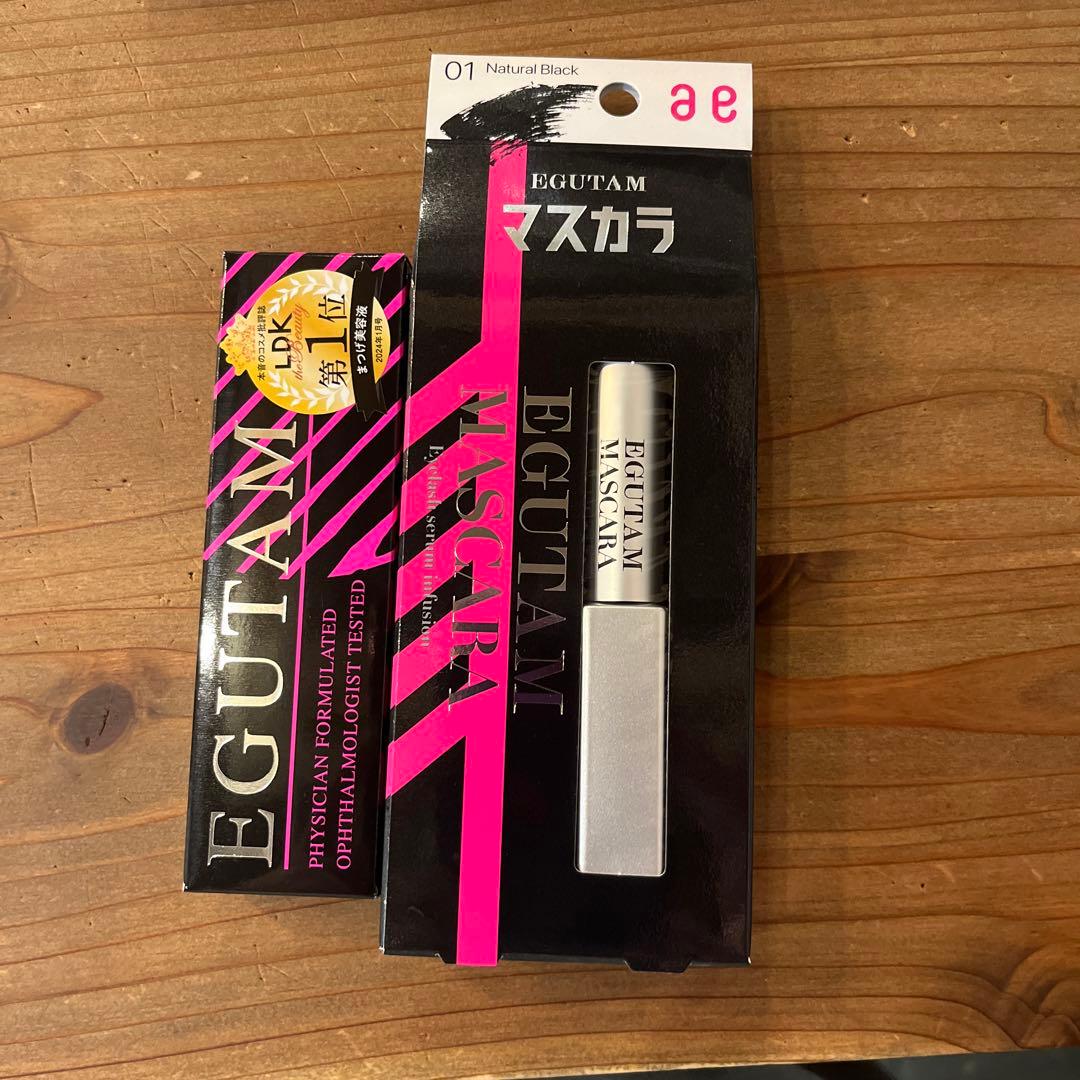 01 Natural Black
ae
EGUTAM
マスカラ
EGUTAM
MASCARA
Eyelash serum infusion
EGUTAM
MASCARA
本音のコスメ批評誌
LDK
the Beauty
第1位
まつげ美容液
2024年1月号
EGUTAM
PHYSICIAN FORMULATED
OPHTHALMOLOGIST TESTED